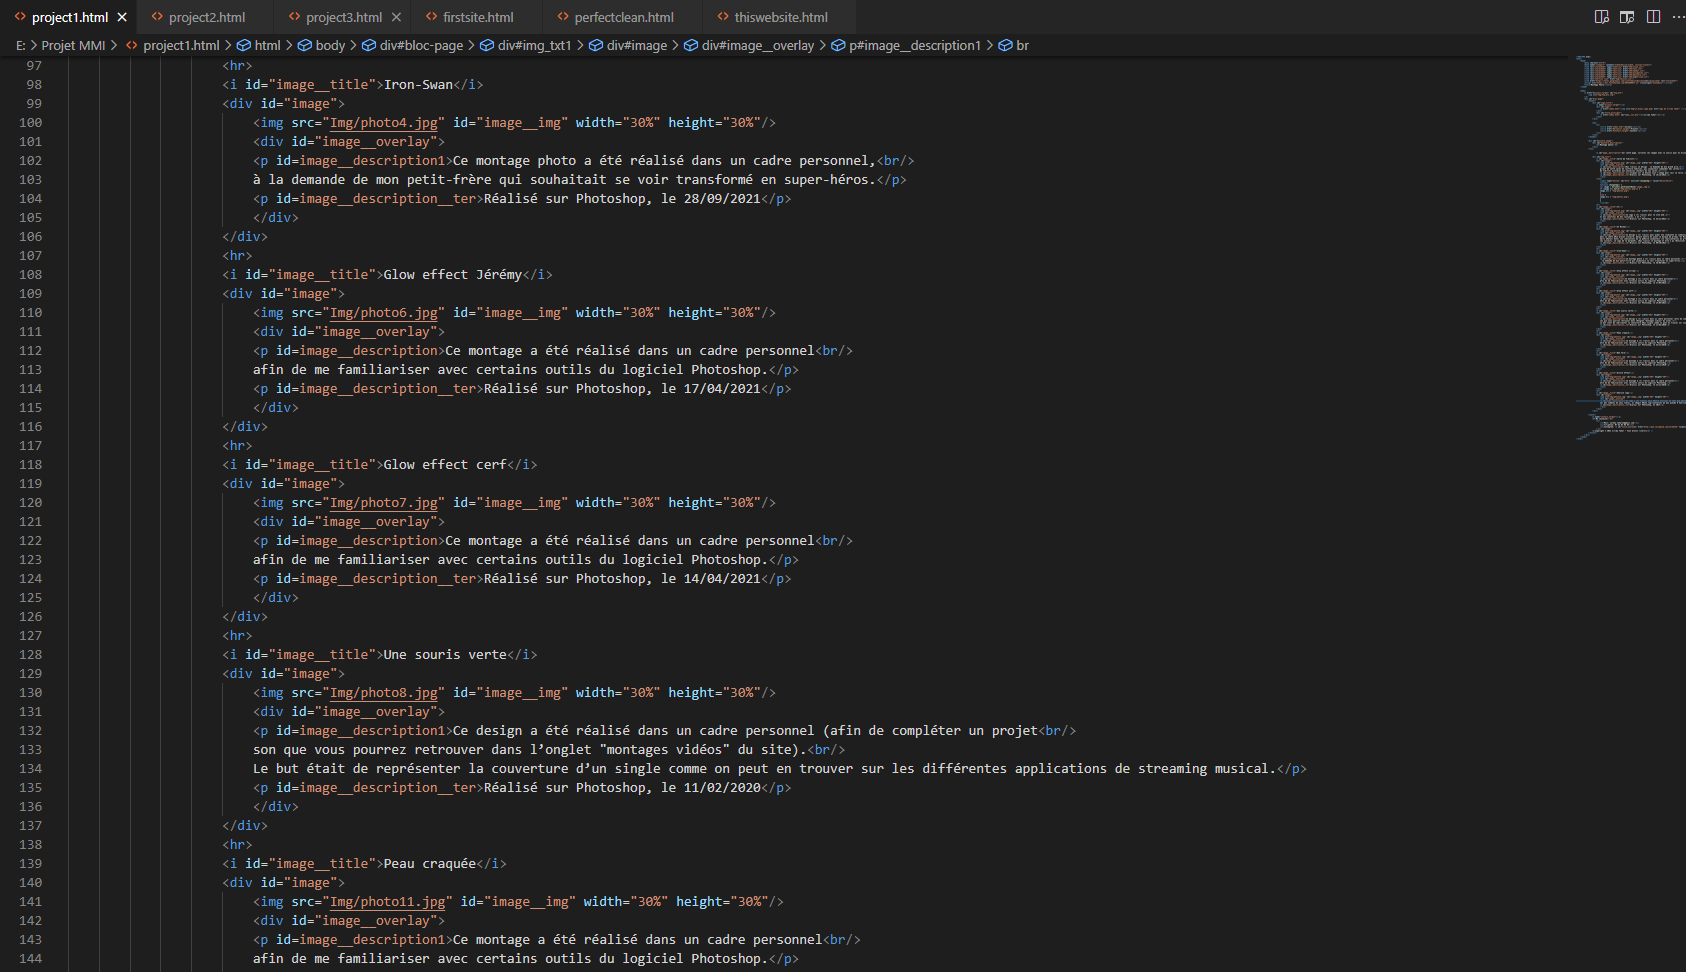 project1.html project2.html project3.html firstsite.html perfectclean.html thiswebsite.html
E: > Projet MMI > project1.html > html > body > div#bloc-page > div#img_txt1 > div#image > div#image__overlay > p#image__description1 > br
97 <hr>
98 <i id="image__title">Iron-Swan</i>
99 <div id="image">
100 <img src="Img/photo4.jpg" id="image__img" width="30%" height="30%"/>
101 <div id="image__overlay">
102 <p id=image__description1>Ce montage photo a été réalisé dans un cadre personnel,<br/>
103 à la demande de mon petit-frère qui souhaitait se voir transformé en super-héros.</p>
104 <p id=image__description__ter>Réalisé sur Photoshop, le 28/09/2021</p>
105 </div>
106 </div>
107 <hr>
108 <i id="image__title">Glow effect Jérémy</i>
109 <div id="image">
110 <img src="Img/photo6.jpg" id="image__img" width="30%" height="30%"/>
111 <div id="image__overlay">
112 <p id=image__description>Ce montage a été réalisé dans un cadre personnel<br/>
113 afin de me familiariser avec certains outils du logiciel Photoshop.</p>
114 <p id=image__description__ter>Réalisé sur Photoshop, le 17/04/2021</p>
115 </div>
116 </div>
117 <hr>
118 <i id="image__title">Glow effect cerf</i>
119 <div id="image">
120 <img src="Img/photo7.jpg" id="image__img" width="30%" height="30%"/>
121 <div id="image__overlay">
122 <p id=image__description>Ce montage a été réalisé dans un cadre personnel<br/>
123 afin de me familiariser avec certains outils du logiciel Photoshop.</p>
124 <p id=image__description__ter>Réalisé sur Photoshop, le 14/04/2021</p>
125 </div>
126 </div>
127 <hr>
128 <i id="image__title">Une souris verte</i>
129 <div id="image">
130 <img src="Img/photo8.jpg" id="image__img" width="30%" height="30%"/>
131 <div id="image__overlay">
132 <p id=image__description1>Ce design a été réalisé dans un cadre personnel (afin de compléter un projet<br/>
133 son que vous pourrez retrouver dans l’onglet "montages vidéos" du site).<br/>
134 Le but était de représenter la couverture d’un single comme on peut en trouver sur les différentes applications de streaming musical.</p>
135 <p id=image__description__ter>Réalisé sur Photoshop, le 11/02/2020</p>
136 </div>
137 </div>
138 <hr>
139 <i id="image__title">Peau craquée</i>
140 <div id="image">
141 <img src="Img/photo11.jpg" id="image__img" width="30%" height="30%"/>
142 <div id="image__overlay">
143 <p id=image__description1>Ce montage a été réalisé dans un cadre personnel<br/>
144 afin de me familiariser avec certains outils du logiciel Photoshop.</p>